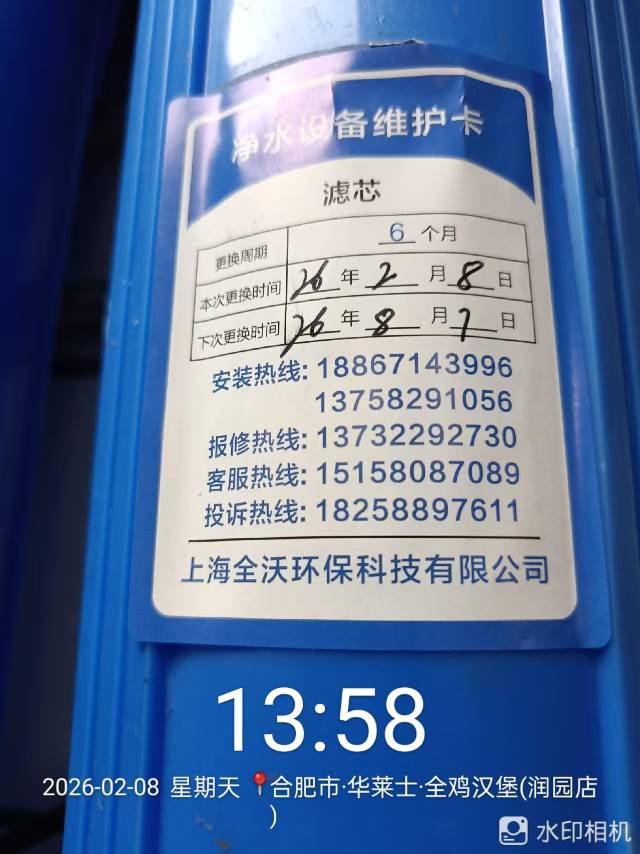 净水设备维护卡
滤芯
更换周期 6 个月
本次更换时间 26 年 2 月 8 日
下次更换时间 26 年 8 月 7 日
安装热线: 18867143996
13758291056
报修热线: 13732292730
客服热线: 15158087089
投诉热线: 18258897611
上海全沃环保科技有限公司
13:58
2026-02-08 星期天 合肥市·华莱士·全鸡汉堡(润园店
)
水印相机